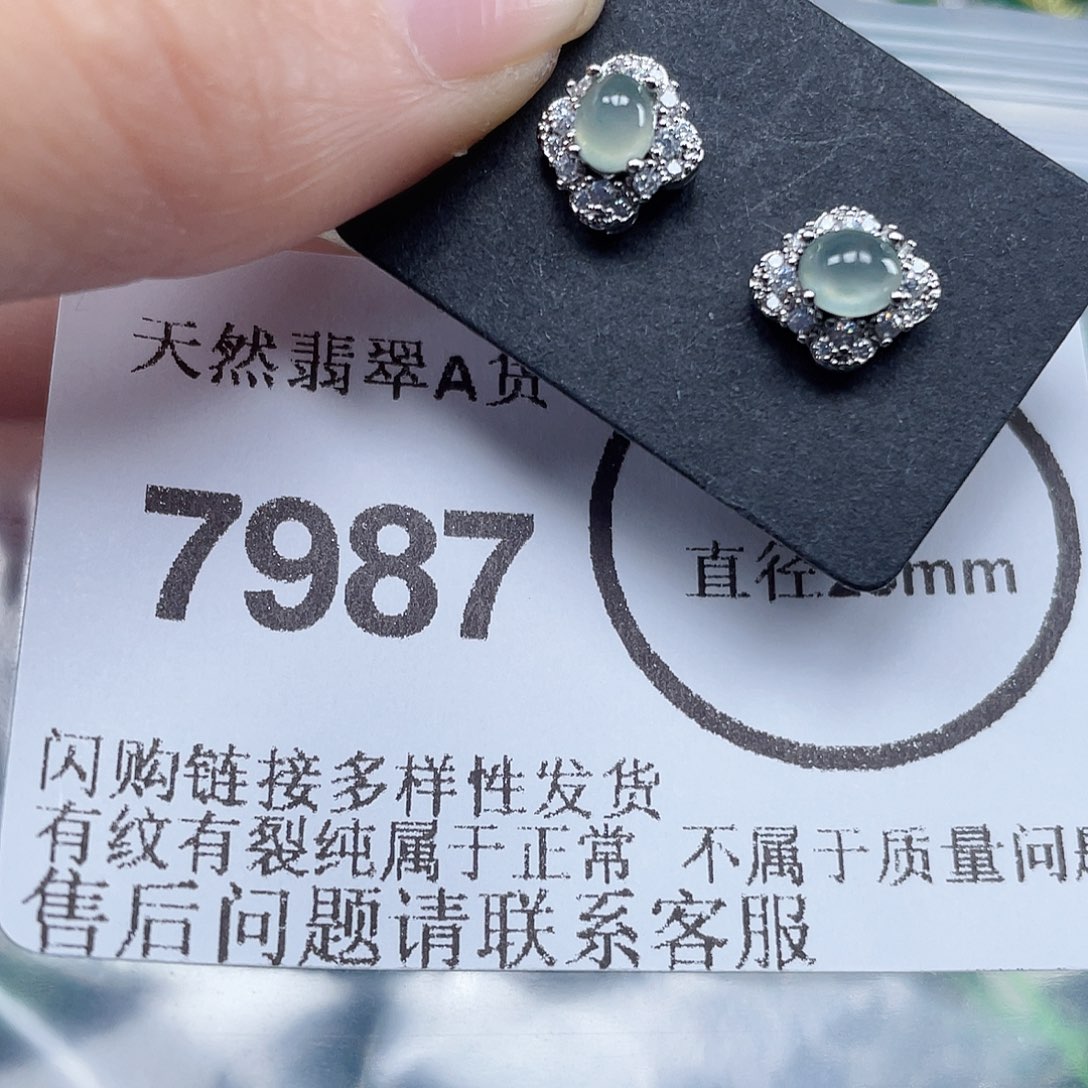 天然翡翠A货
7987
直径 mm
闪购链接多样性发货
有纹有裂纯属于正常 不属于质量问题
售后问题请联系客服